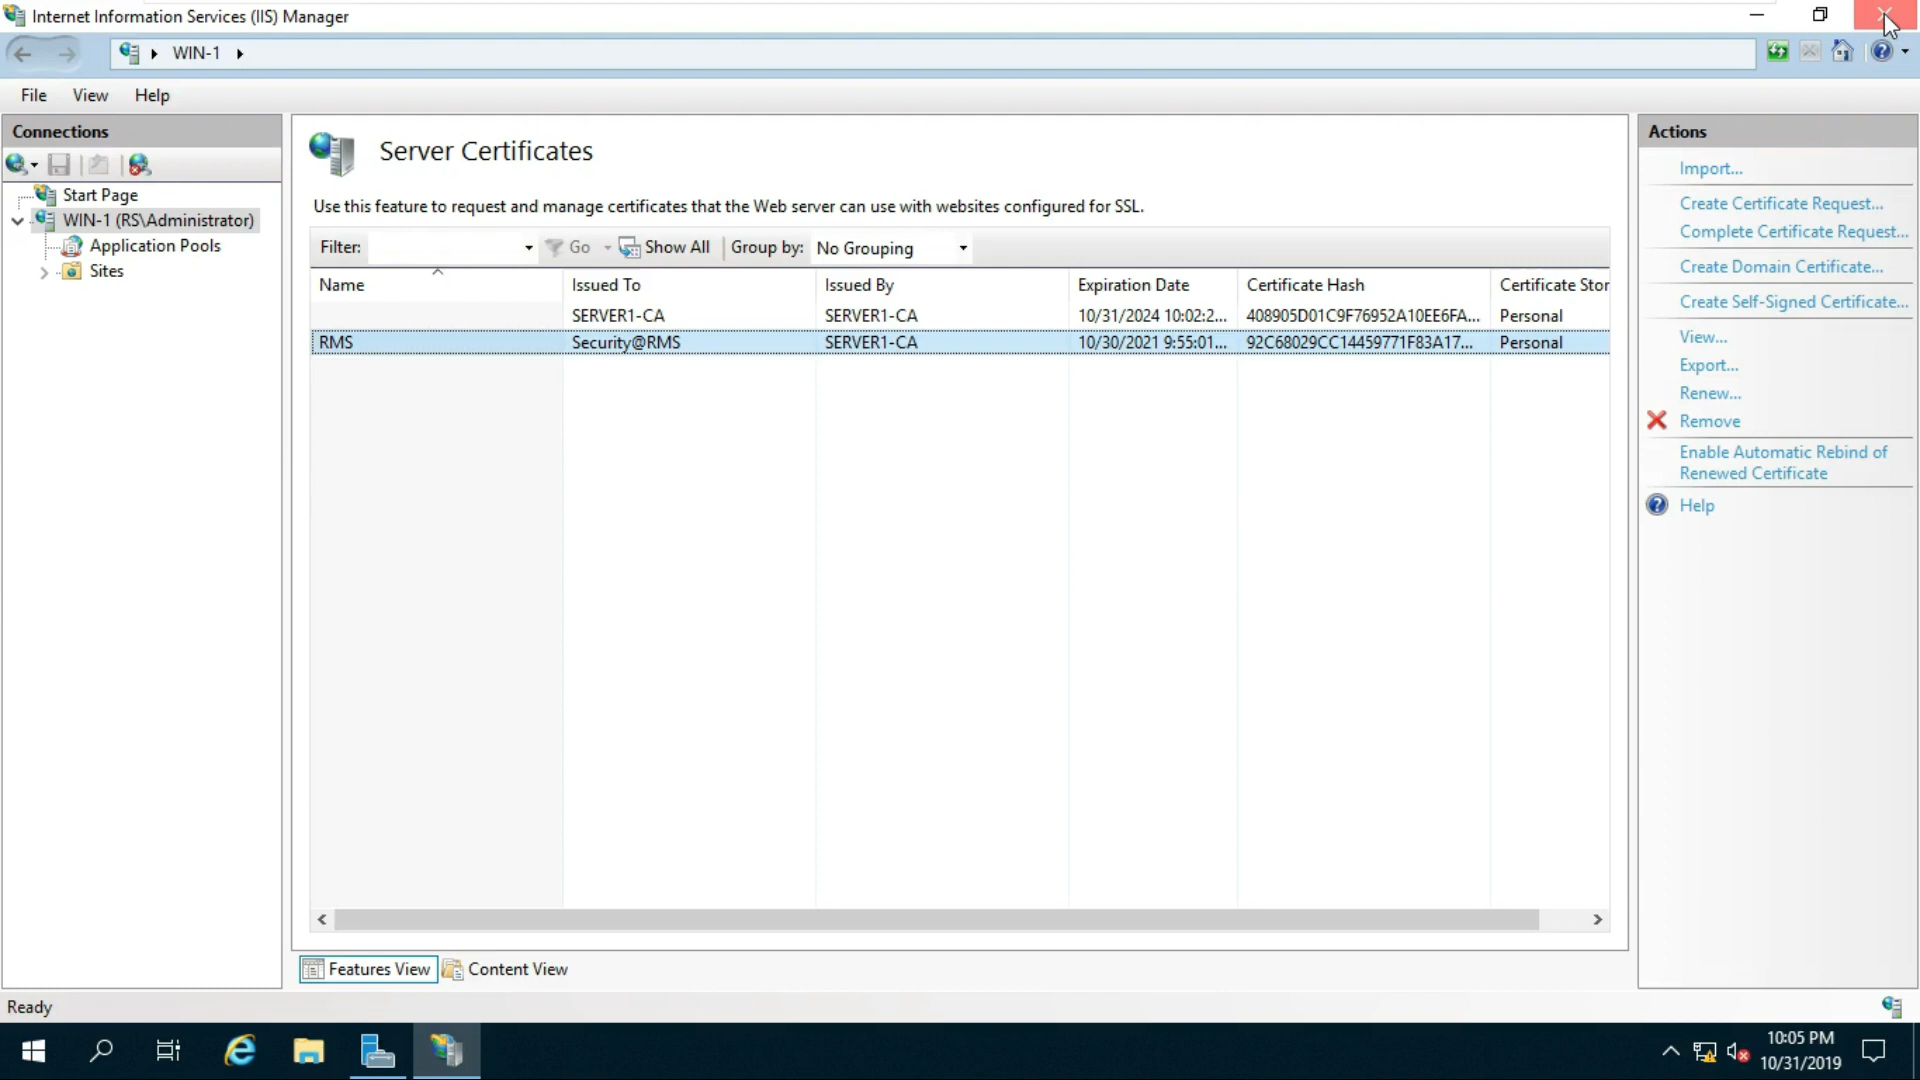 Internet Information Services (IIS) Manager
WIN-1
File View Help
Connections
Start Page
WIN-1 (RS\Administrator)
Application Pools
Sites
Server Certificates
Use this feature to request and manage certificates that the Web server can use with websites configured for SSL.
Filter: Go Show All Group by: No Grouping
Name Issued To Issued By Expiration Date Certificate Hash Certificate Stor
SERVER1-CA SERVER1-CA 10/31/2024 10:02:2... 408905D01C9F76952A10EE6FA... Personal
RMS Security@RMS SERVER1-CA 10/30/2021 9:55:01... 92C68029CC14459771F83A17... Personal
Features View Content View
Actions
Import...
Create Certificate Request...
Complete Certificate Request...
Create Domain Certificate...
Create Self-Signed Certificate...
View...
Export...
Renew...
Remove
Enable Automatic Rebind of
Renewed Certificate
Help
Ready
10:05 PM
10/31/2019